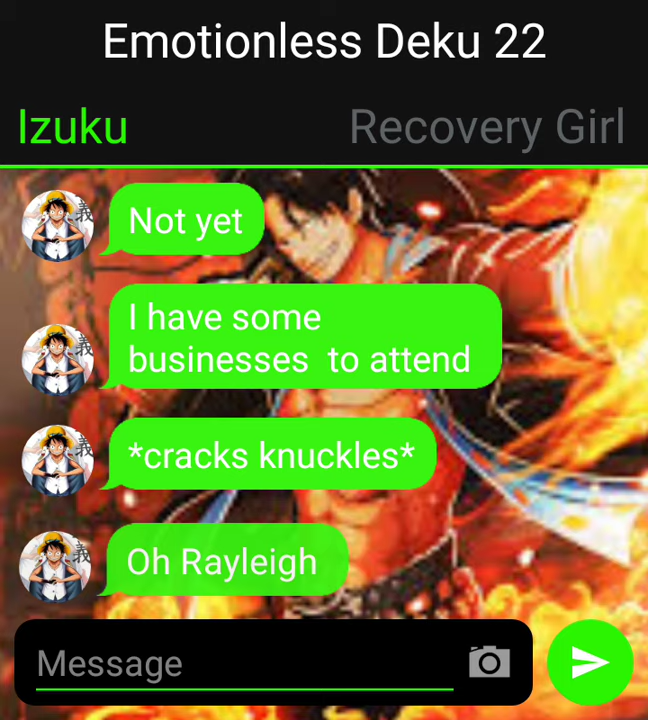 Emotionless Deku 22
Izuku
Recovery Girl
Not yet
I have some
businesses  to attend
*cracks knuckles*
Oh Rayleigh
Message